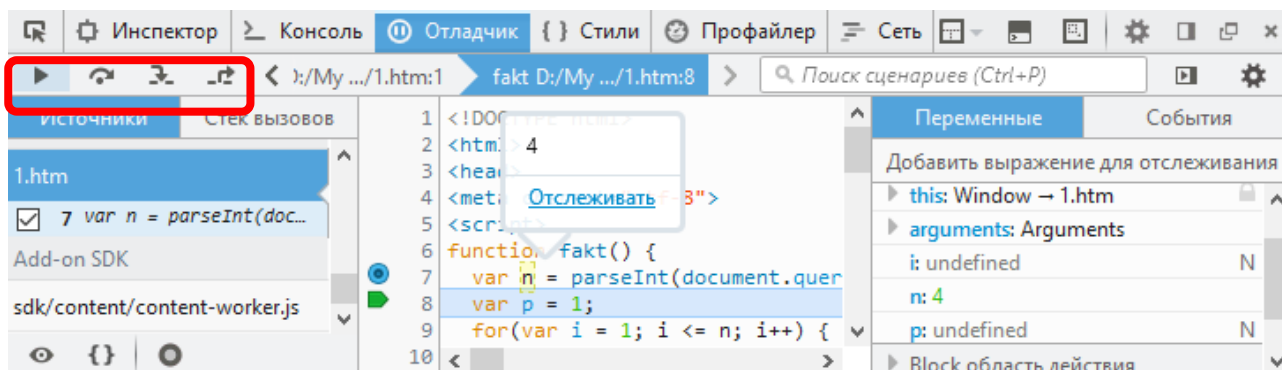 Инспектор Консоль Отладчик { } Стили Профайлер Сеть
):/My .../1.htm:1 fakt D:/My .../1.htm:8 Поиск сценариев (Ctrl+P)
Источники Стек вызовов
1.htm
7 var n = parseInt(doc...
Add-on SDK
sdk/content/content-worker.js
{}
1 <!DOCTYPE html>
2 <html
3 <head
4 <meta -8">
5 <script>
6 function fakt() {
7 var n = parseInt(document.quer
8 var p = 1;
9 for(var i = 1; i <= n; i++) {
10
4
Отслеживать
Переменные События
Добавить выражение для отслеживания
this: Window → 1.htm
arguments: Arguments
i: undefined N
n: 4
p: undefined N
Block область действия